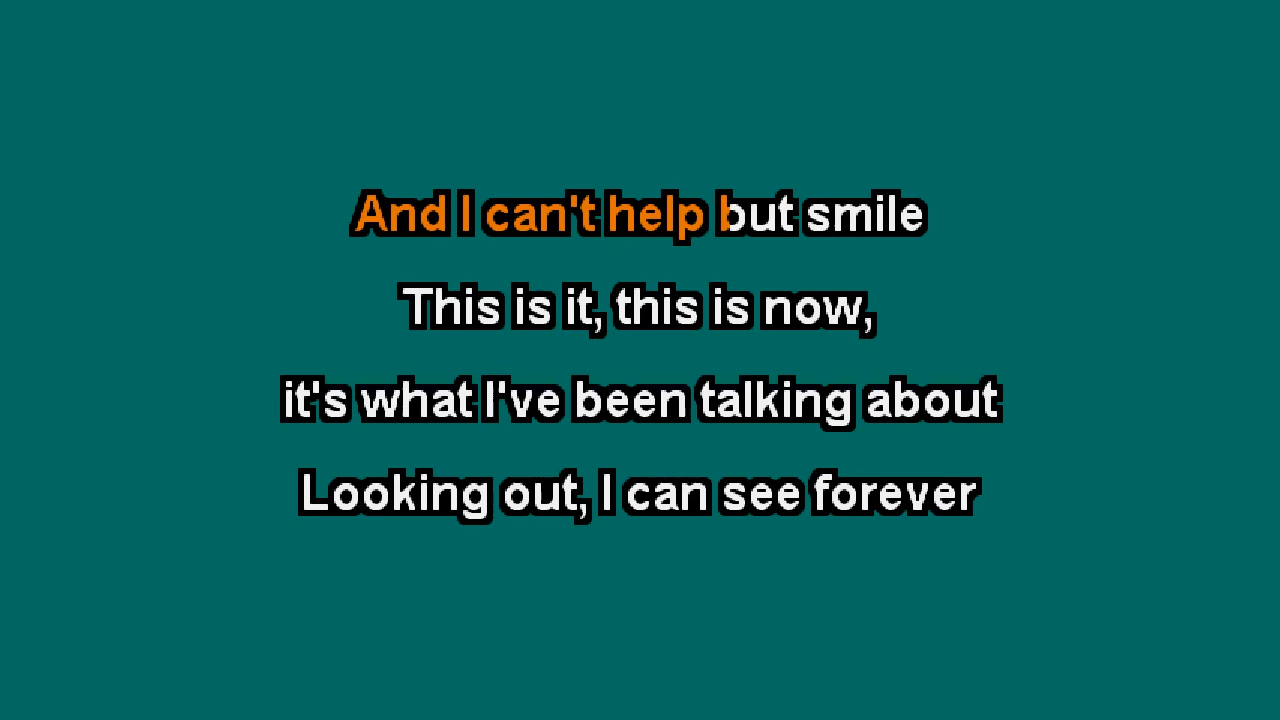 And I can't help but smile
This is it, this is now,
it's what I've been talking about
Looking out, I can see forever